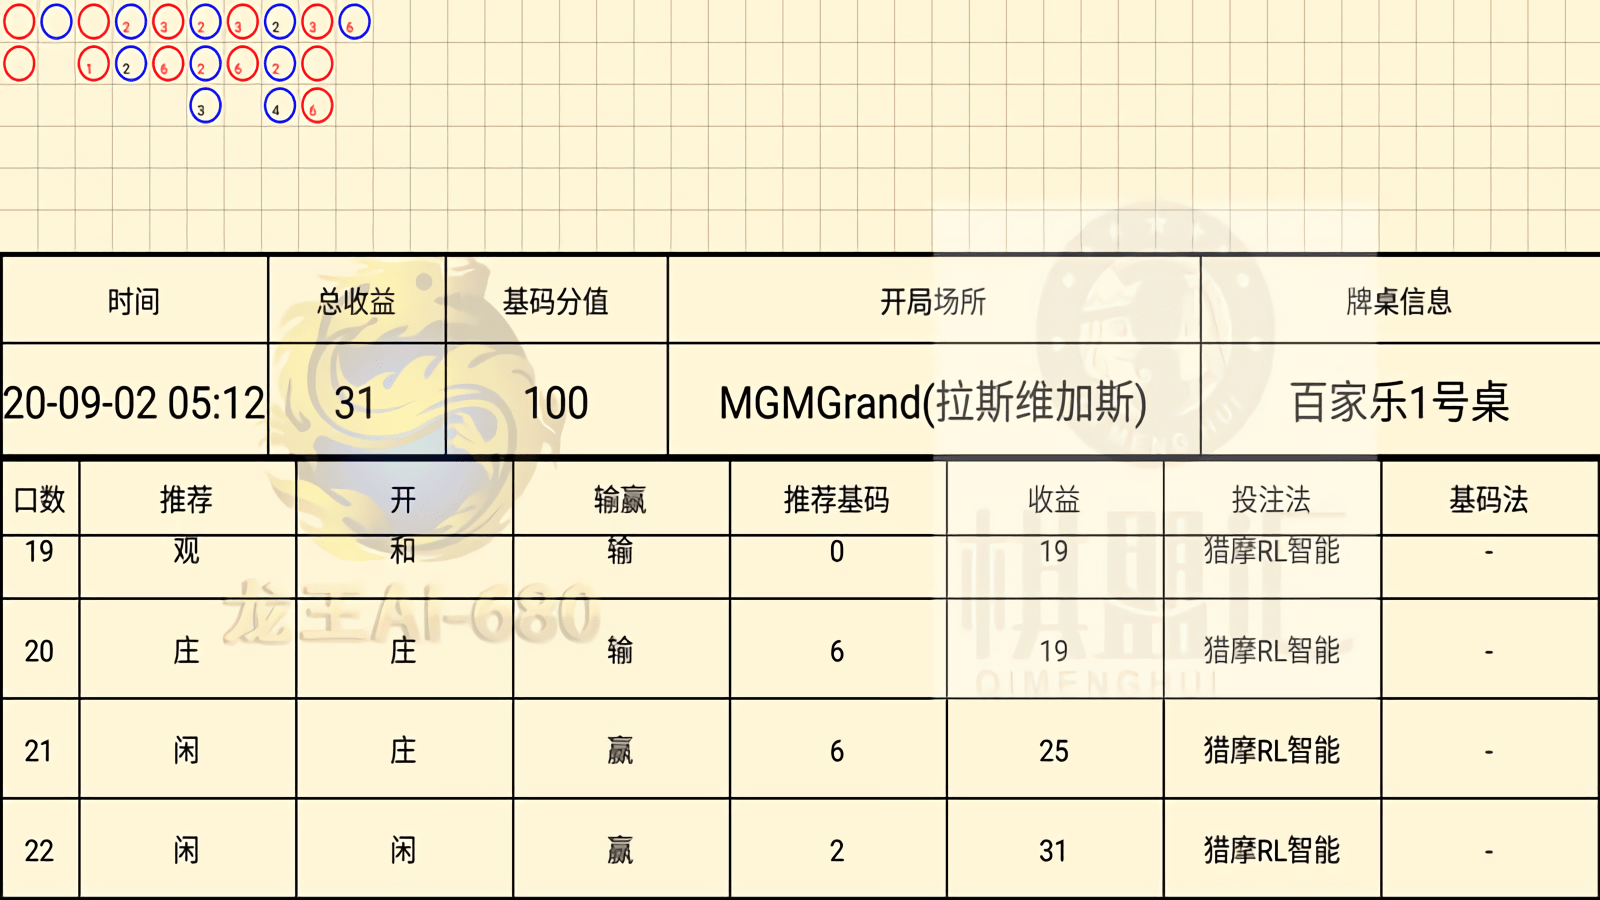 2 3 2 3 2 3 6
1 2 6 2 6 2
3 4 6
时间 总收益 基码分值 开局场所 牌桌信息
20-09-02 05:12 31 100 MGMGrand(拉斯维加斯) 百家乐1号桌
口数 推荐 开 输赢 推荐基码 收益 投注法 基码法
19 观 和 输 0 19 猎摩RL智能 -
龙王AI-680
棋盟汇
20 庄 庄 输 6 19 猎摩RL智能 -
QIMENGHUI
21 闲 庄 赢 6 25 猎摩RL智能 -
22 闲 闲 赢 2 31 猎摩RL智能 -